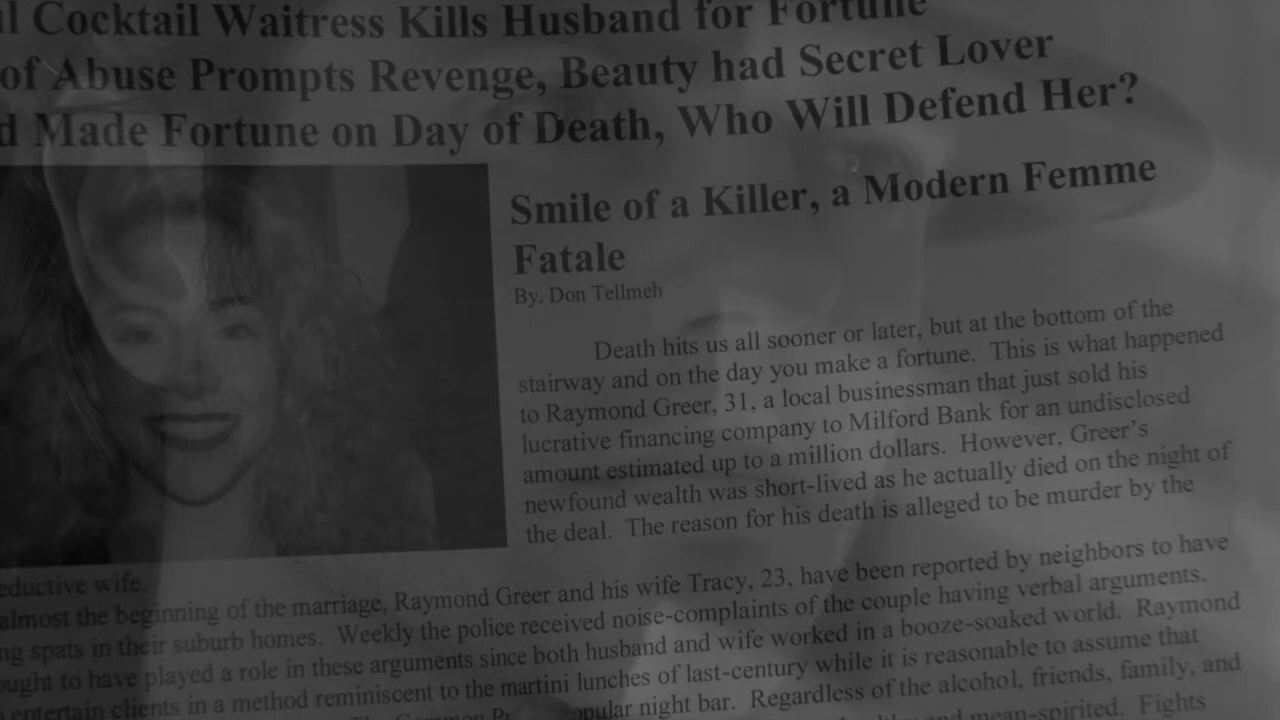 Cocktail Waitress Kills Husband for Fortune
of Abuse Prompts Revenge, Beauty had Secret Lover
d Made Fortune on Day of Death, Who Will Defend Her?
Smile of a Killer, a Modern Femme
Fatale
By. Don Tellmeh
Death hits us all sooner or later, but at the bottom of the
stairway and on the day you make a fortune. This is what happened
to Raymond Greer, 31, a local businessman that just sold his
lucrative financing company to Milford Bank for an undisclosed
amount estimated up to a million dollars. However, Greer's
newfound wealth was short-lived as he actually died on the night of
the deal. The reason for his death is alleged to be murder by the
eductive wife.
almost the beginning of the marriage, Raymond Greer and his wife Tracy, 23, have been reported by neighbors to have
ng spats in their suburb homes. Weekly the police received noise-complaints of the couple having verbal arguments.
ought to have played a role in these arguments since both husband and wife worked in a booze-soaked world. Raymond
entertain clients in a method reminiscent to the martini lunches of last-century while it is reasonable to assume that
opular night bar. Regardless of the alcohol, friends, family, and
and mean-spirited. Fights